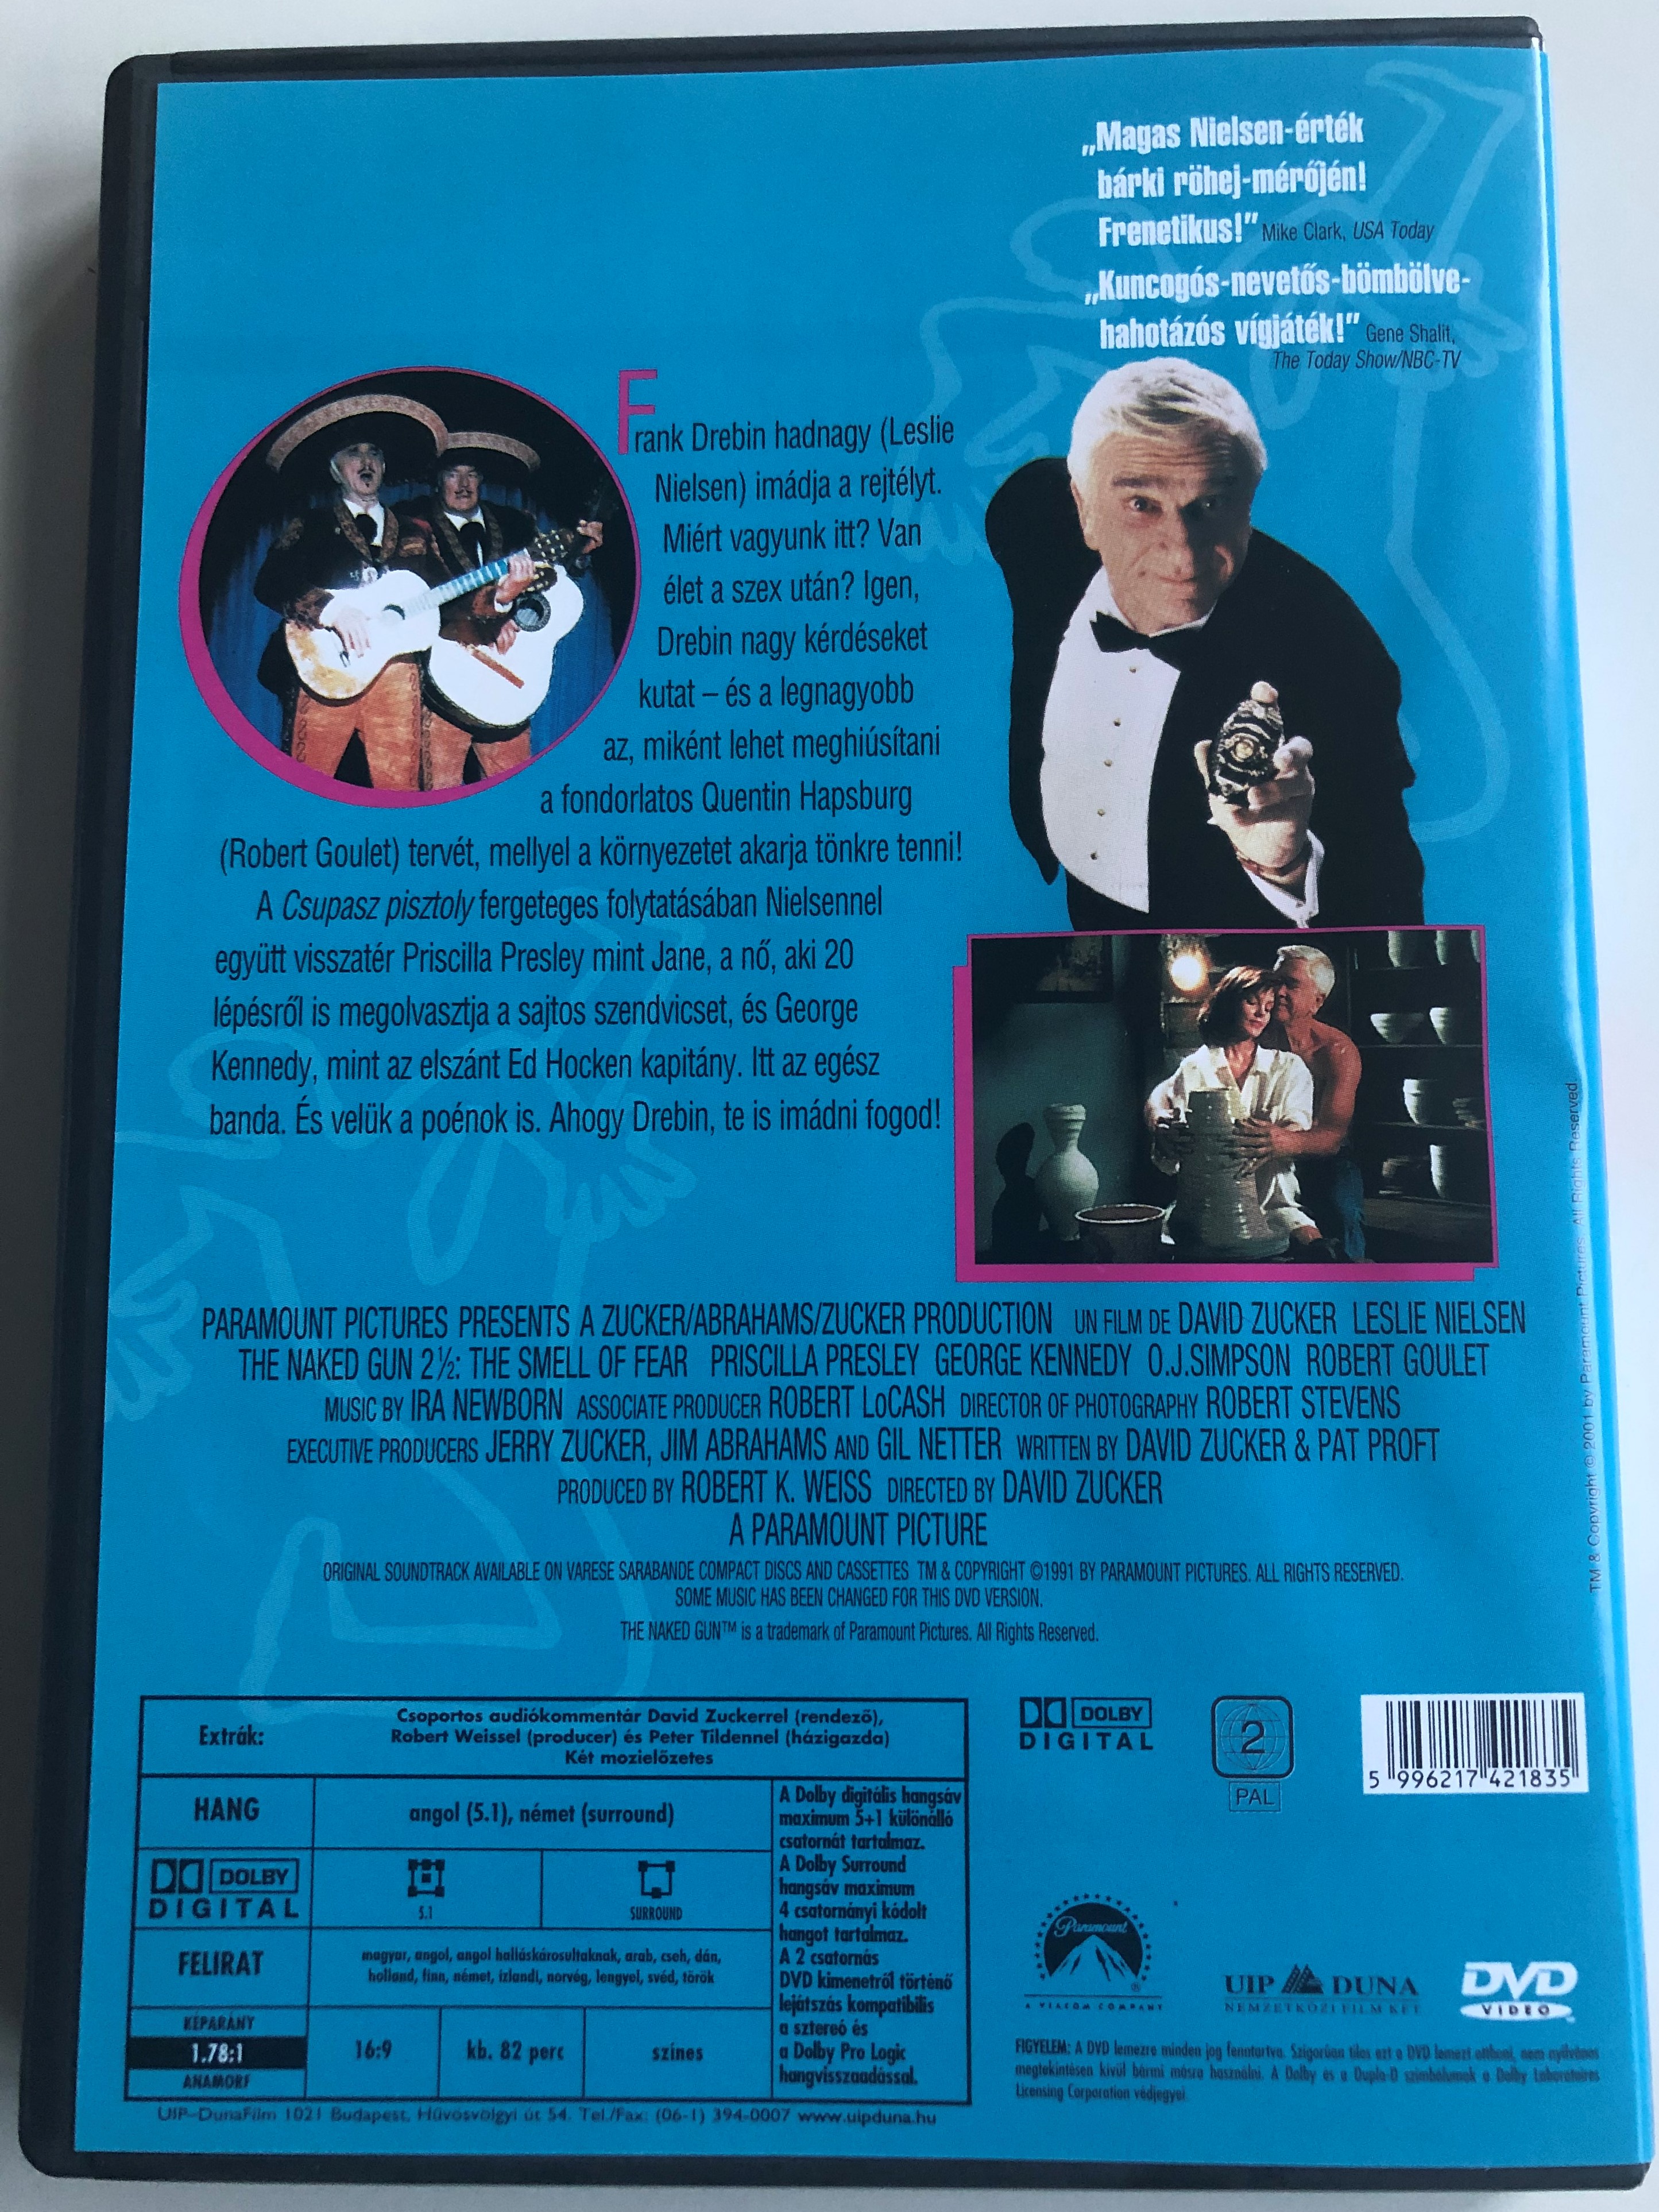 „Magas Nielsen-érték
bárki röhej-mérőjén!
Frenetikus!” Mike Clark, USA Today
„Kuncogós-nevetős-bömbölve-
hahotázós vígjáték!” Gene Shalit,
The Today Show/NBC-TV
Frank Drebin hadnagy (Leslie
Nielsen) imádja a rejtélyt.
Miért vagyunk itt? Van
élet a szex után? Igen,
Drebin nagy kérdéseket
kutat – és a legnagyobb
az, miként lehet meghiúsítani
a fondorlatos Quentin Hapsburg
(Robert Goulet) tervét, mellyel a környezetet akarja tönkre tenni!
A Csupasz pisztoly fergeteges folytatásában Nielsennel
együtt visszatér Priscilla Presley mint Jane, a nő, aki 20
lépésről is megolvasztja a sajtos szendvicset, és George
Kennedy, mint az elszánt Ed Hocken kapitány. Itt az egész
banda. És velük a poénok is. Ahogy Drebin, te is imádni fogod!
PARAMOUNT PICTURES PRESENTS A ZUCKER/ABRAHAMS/ZUCKER PRODUCTION UN FILM DE DAVID ZUCKER LESLIE NIELSEN
THE NAKED GUN 2½: THE SMELL OF FEAR PRISCILLA PRESLEY GEORGE KENNEDY O.J.SIMPSON ROBERT GOULET
MUSIC BY IRA NEWBORN ASSOCIATE PRODUCER ROBERT LoCASH DIRECTOR OF PHOTOGRAPHY ROBERT STEVENS
EXECUTIVE PRODUCERS JERRY ZUCKER, JIM ABRAHAMS AND GIL NETTER WRITTEN BY DAVID ZUCKER & PAT PROFT
PRODUCED BY ROBERT K. WEISS DIRECTED BY DAVID ZUCKER
A PARAMOUNT PICTURE
ORIGINAL SOUNDTRACK AVAILABLE ON VARESE SARABANDE COMPACT DISCS AND CASSETTES TM & COPYRIGHT ©1991 BY PARAMOUNT PICTURES. ALL RIGHTS RESERVED.
SOME MUSIC HAS BEEN CHANGED FOR THIS DVD VERSION.
THE NAKED GUN™ is a trademark of Paramount Pictures. All Rights Reserved.
TM & Copyright © 2001 by Paramount Pictures. All Rights Reserved.
Extrák:
Csoportos audiókommentár David Zuckerrel (rendező),
Robert Weissel (producer) és Peter Tildennel (házigazda)
Két mozielőzetes
HANG
angol (5.1), német (surround)
DOLBY
DIGITAL
5.1
SURROUND
FELIRAT
magyar, angol, angol halláskárosultaknak, arab, cseh, dán,
holland, finn, német, izlandi, norvég, lengyel, svéd, török
KÉPARÁNY
1.78:1
ANAMORF
16:9
kb. 82 perc
színes
A Dolby digitális hangsáv
maximum 5+1 különálló
csatornát tartalmaz.
A Dolby Surround
hangsáv maximum
4 csatornányi kódolt
hangot tartalmaz.
A 2 csatornás
DVD kimenetről történő
lejátszás kompatibilis
a sztereó és
a Dolby Pro Logic
hangvisszaadással.
UIP–DunaFilm 1021 Budapest, Hűvösvölgyi út 54. Tel./Fax: (06-1) 394-0007 www.uipduna.hu
DOLBY
DIGITAL
2
PAL
5 996217 421835
Paramount
A VIACOM COMPANY
UIP DUNA
NEMZETKÖZI FILM KFT
DVD
VIDEO
FIGYELEM: A DVD lemezre minden jog fenntartva. Szigorúan tilos ezt a DVD lemezt otthoni, nem nyilvános
megtekintésen kívül bármi másra használni. A Dolby és a Dupla-D szimbólumok a Dolby Laboratories
Licensing Corporation védjegyei.